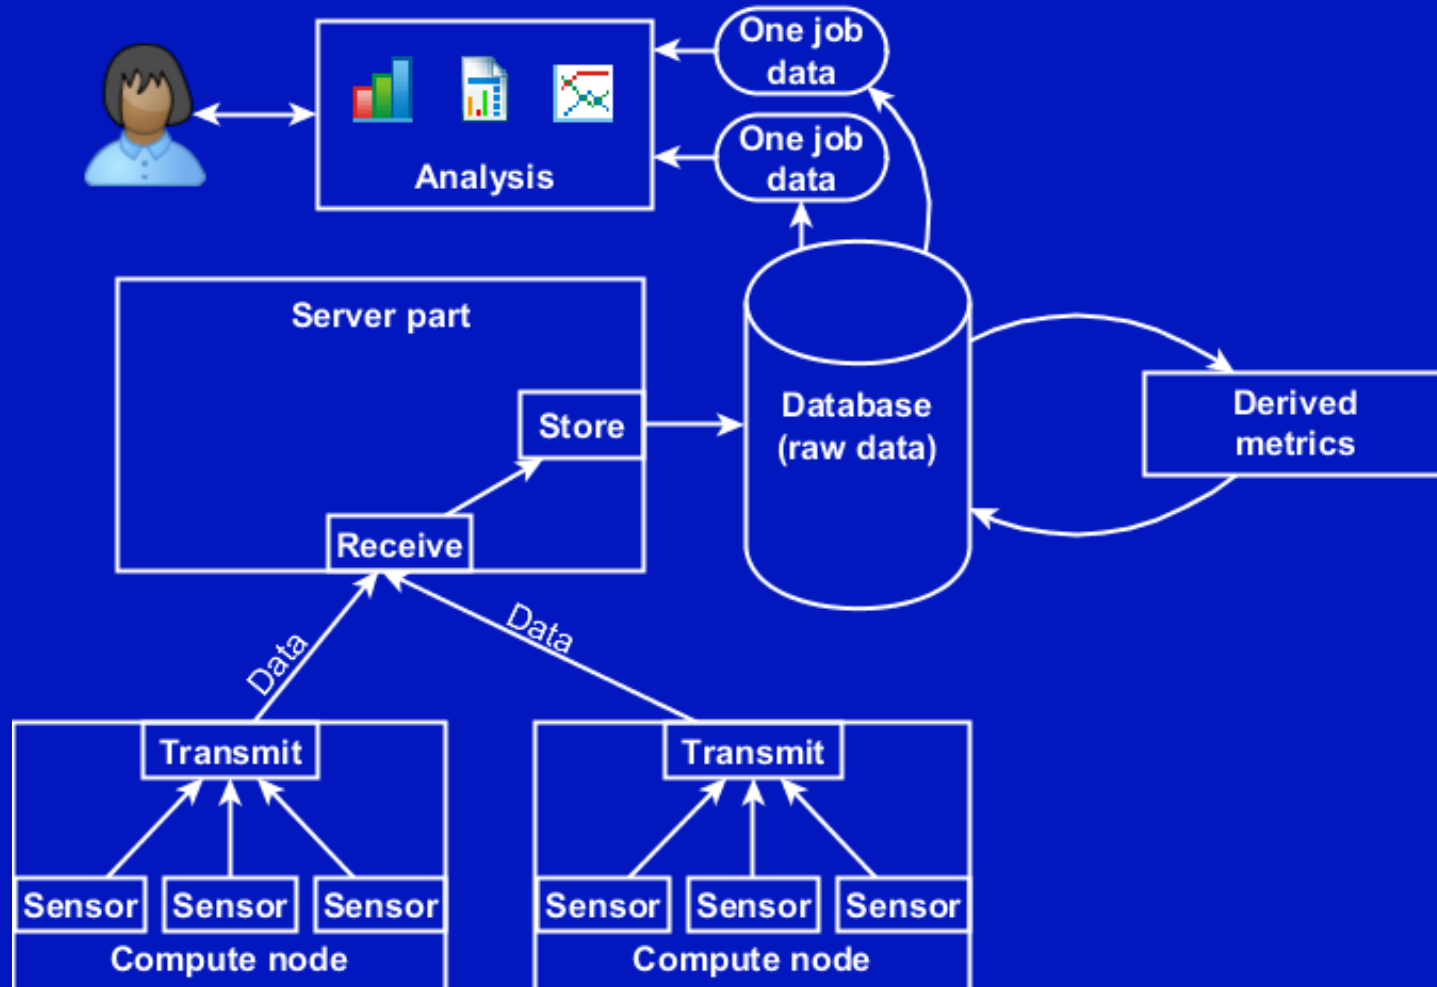 One job
data
One job
data
Analysis
Server part
Store
Receive
Database
(raw data)
Derived
metrics
Data
Data
Transmit
Sensor
Sensor
Sensor
Compute node
Transmit
Sensor
Sensor
Sensor
Compute node